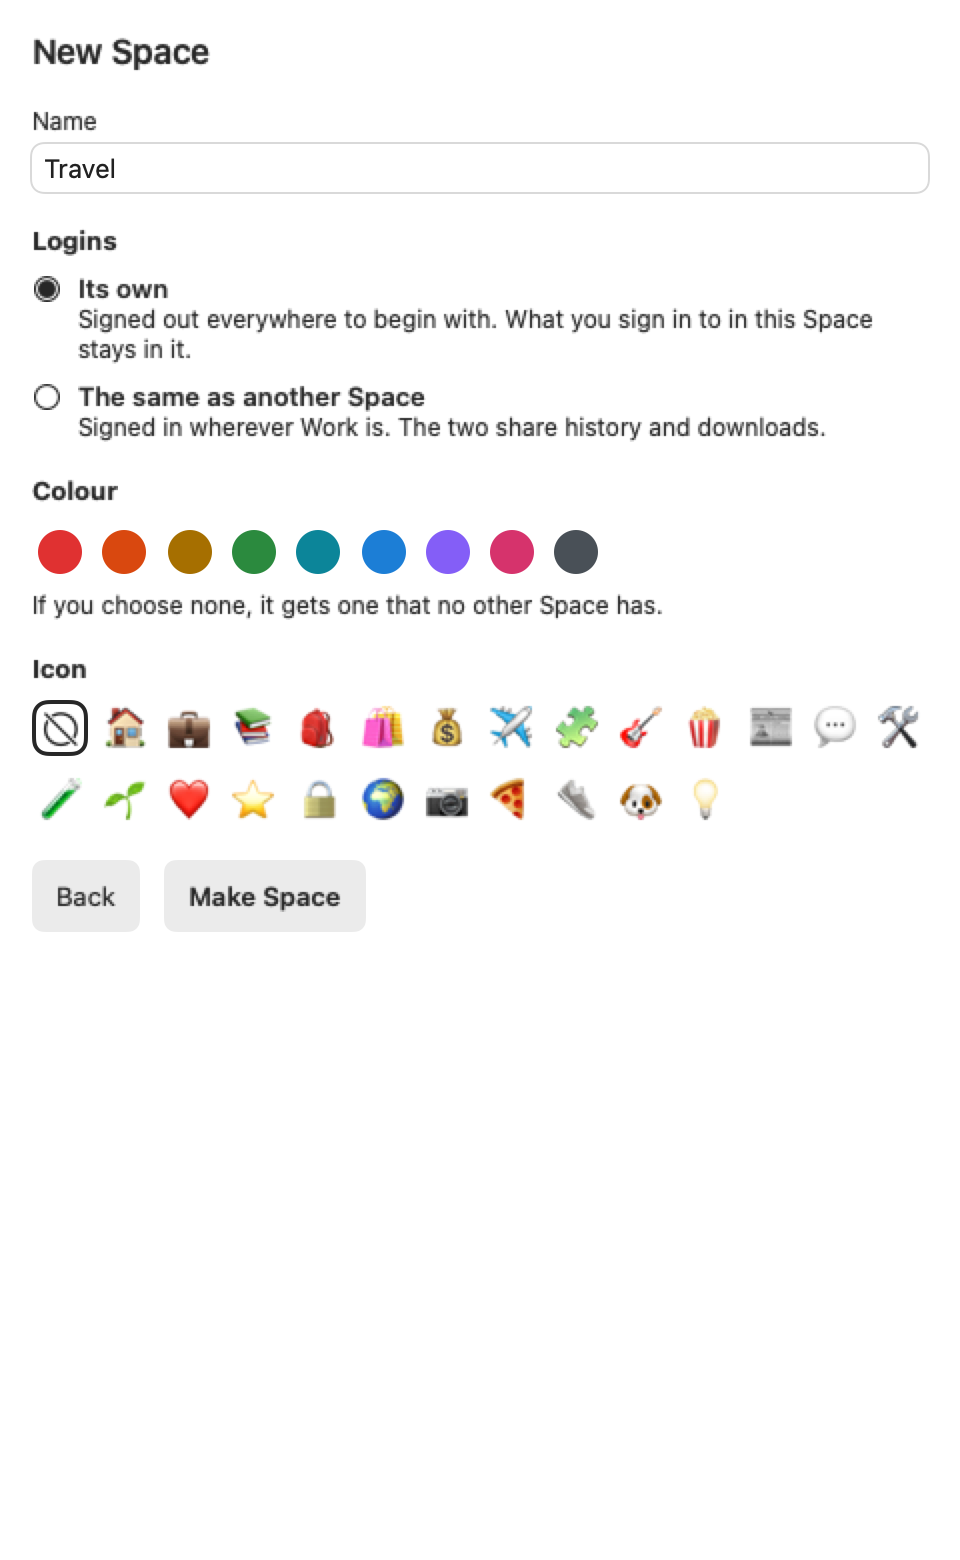 New Space
Name
Travel
Logins
Its own
Signed out everywhere to begin with. What you sign in to in this Space
stays in it.
The same as another Space
Signed in wherever Work is. The two share history and downloads.
Colour
If you choose none, it gets one that no other Space has.
Icon
Back
Make Space